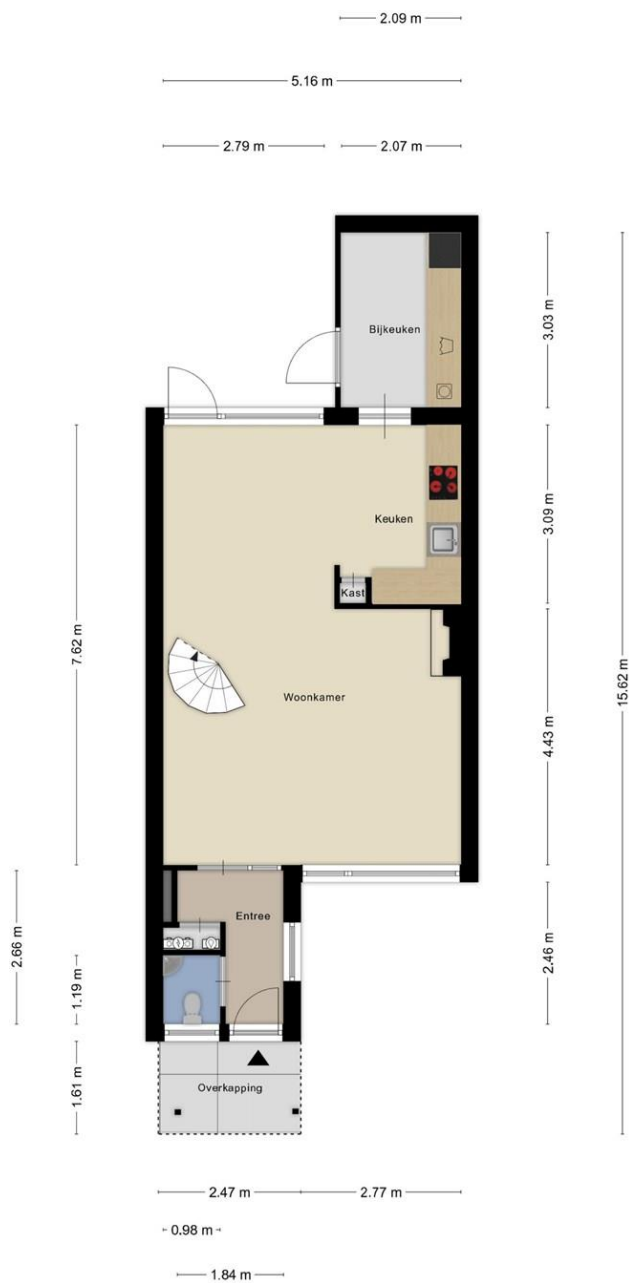 2.09 m
5.16 m
2.79 m
2.07 m
Bijkeuken
3.03 m
Keuken
3.09 m
Kast
7.62 m
Woonkamer
15.62 m
4.43 m
Entree
2.66 m
2.46 m
1.19 m
Overkapping
1.61 m
2.47 m
2.77 m
0.98 m
1.84 m